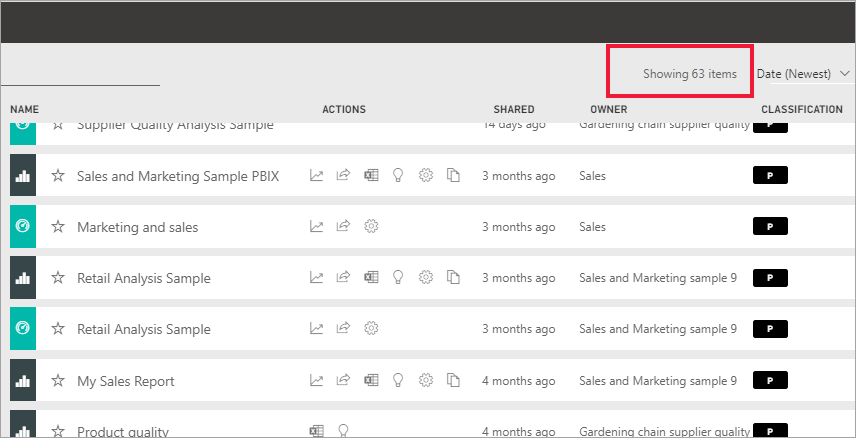 Showing 63 items Date (Newest)
NAME ACTIONS SHARED OWNER CLASSIFICATION
Supplier Quality Analysis Sample 14 days ago Gardening chain supplier quality P
Sales and Marketing Sample PBIX 3 months ago Sales P
Marketing and sales 3 months ago Sales P
Retail Analysis Sample 3 months ago Sales and Marketing sample 9 P
Retail Analysis Sample 3 months ago Sales and Marketing sample 9 P
My Sales Report 4 months ago Sales and Marketing sample 9 P
Product quality 4 months ago Gardening chain supplier quality P